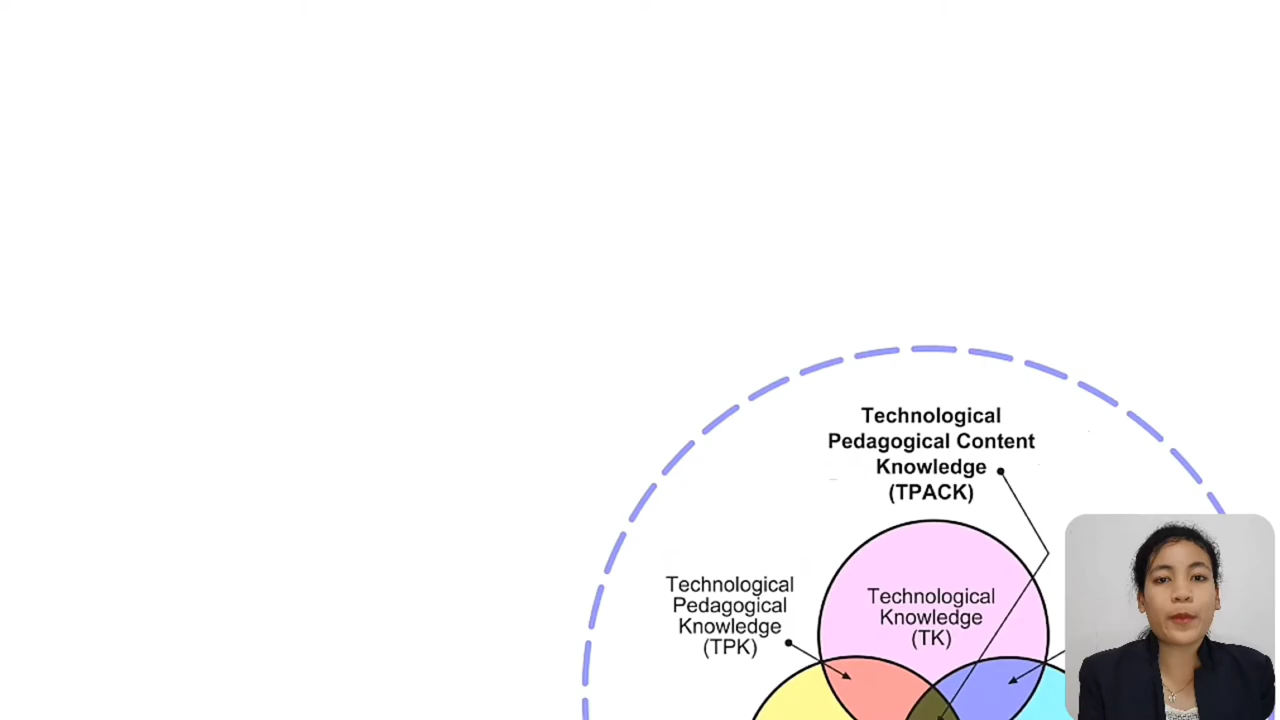 Technological
Pedagogical Content
Knowledge
(TPACK)
Technological
Pedagogical
Knowledge
(TPK)
Technological
Knowledge
(TK)